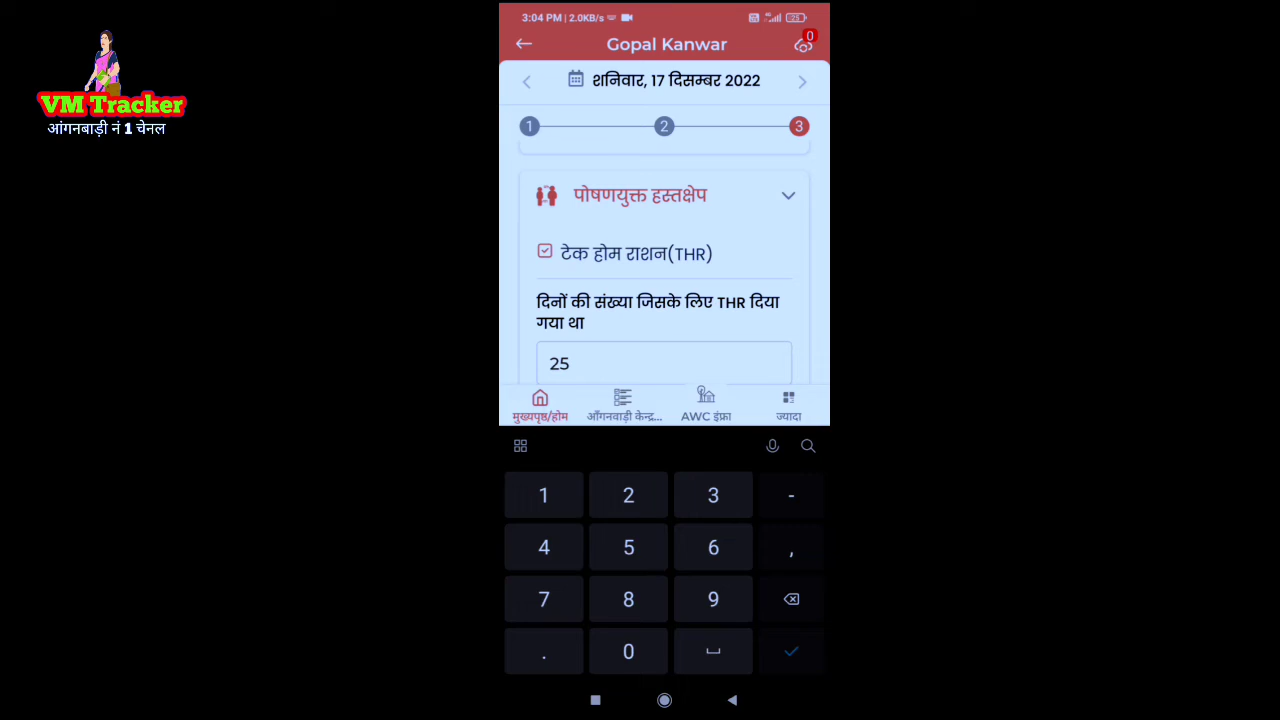 VM Tracker
आंगनबाड़ी नं 1 चेनल
3:04 PM | 2.0KB/s
4G
25
Gopal Kanwar
0
शनिवार, 17 दिसम्बर 2022
1
2
3
पोषणयुक्त हस्तक्षेप
टेक होम राशन(THR)
दिनों की संख्या जिसके लिए THR दिया
गया था
25
मुख्यपृष्ठ/होम
आँगनवाड़ी केन्द्र...
AWC इंफ्रा
ज्यादा
1 2 3 -
4 5 6 ,
7 8 9
. 0